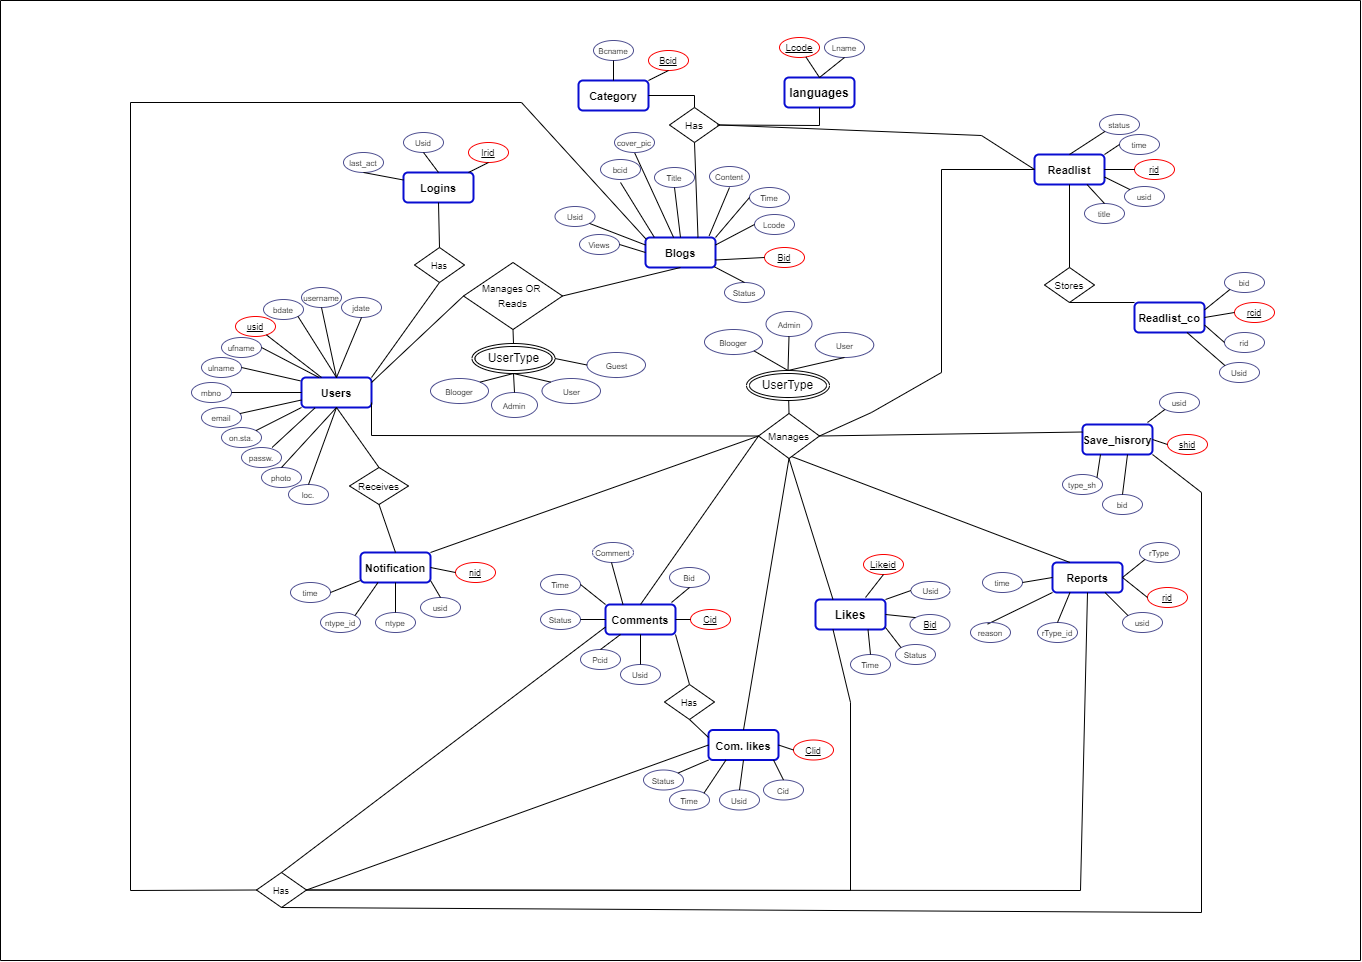 Bcname
Bcid
Category
Lcode
Lname
languages
Has
status
time
rid
usid
title
Readlist
last_act
Usid
lrid
Logins
cover_pic
bcid
Title
Content
Time
Lcode
Usid
Views
Bid
Status
Blogs
Has
Manages OR
Reads
Stores
bid
rcid
rid
Usid
Readlist_co
usid
bdate
username
jdate
ufname
ulname
mbno
email
on.sta.
passw.
photo
loc.
Users
UserType
Guest
Blooger
Admin
User
Blooger
Admin
User
UserType
Manages
usid
shid
type_sh
bid
Save_hisrory
Receives
Notification
nid
time
ntype_id
ntype
usid
Comment
Time
Bid
Status
Cid
Pcid
Usid
Comments
Likeid
Usid
Bid
Status
Time
Likes
rType
time
rid
reason
rType_id
usid
Reports
Has
Com. likes
Clid
Status
Time
Usid
Cid
Has